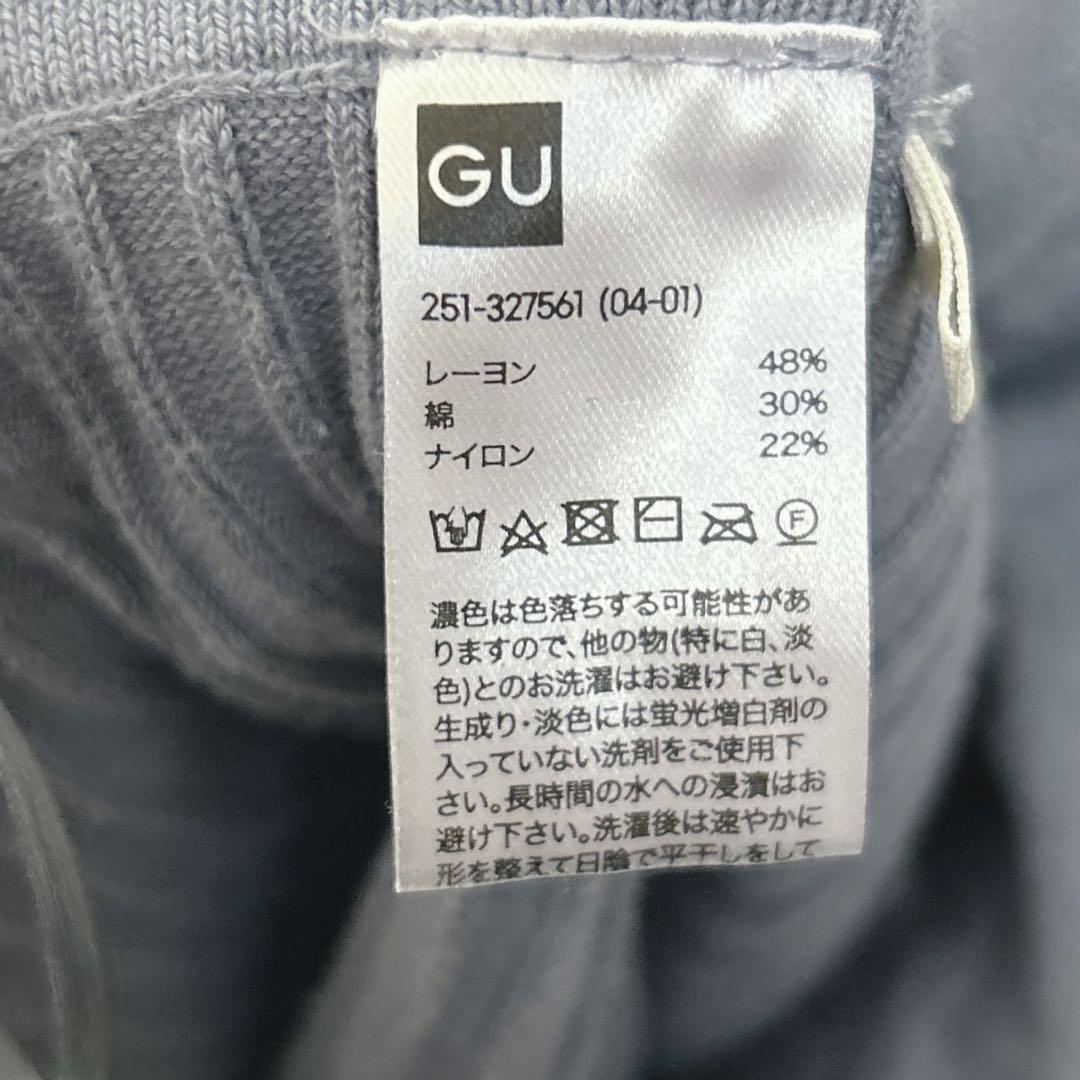 GU
251-327561 (04-01)
レーヨン 48%
綿 30%
ナイロン 22%
F
濃色は色落ちする可能性があ
りますので、他の物(特に白、淡
色)とのお洗濯はお避け下さい。
生成り・淡色には蛍光増白剤の
入っていない洗剤をご使用下
さい。長時間の水への浸漬はお
避け下さい。洗濯後は速やかに
形を整えて日陰で平干しをして